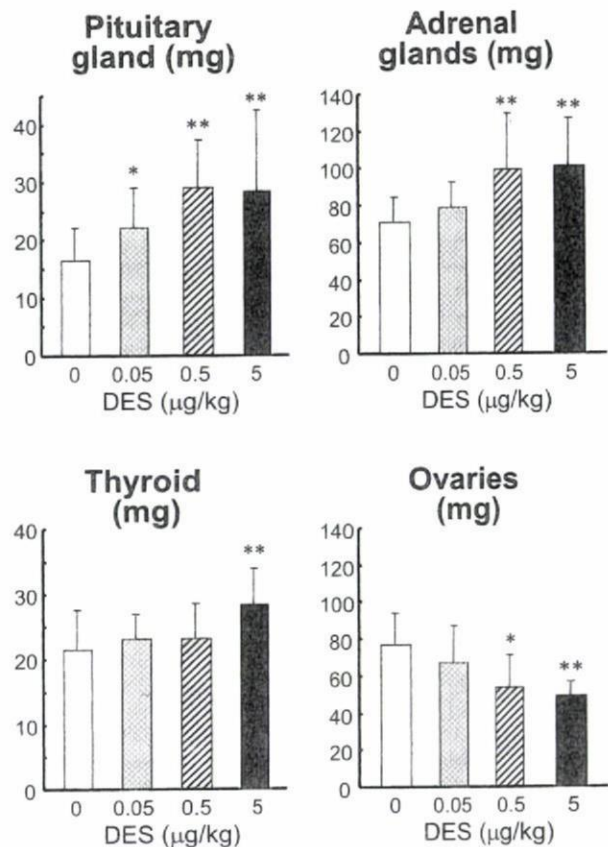 Pituitary
gland (mg)
**
**
*
40
30
20
10
0
0 0.05 0.5 5
DES (µg/kg)
Adrenal
glands (mg)
** **
140
120
100
80
60
40
20
0
0 0.05 0.5 5
DES (µg/kg)
Thyroid
(mg)
**
40
30
20
10
0
0 0.05 0.5 5
DES (µg/kg)
Ovaries
(mg)
*
**
140
120
100
80
60
40
20
0
0 0.05 0.5 5
DES (µg/kg)